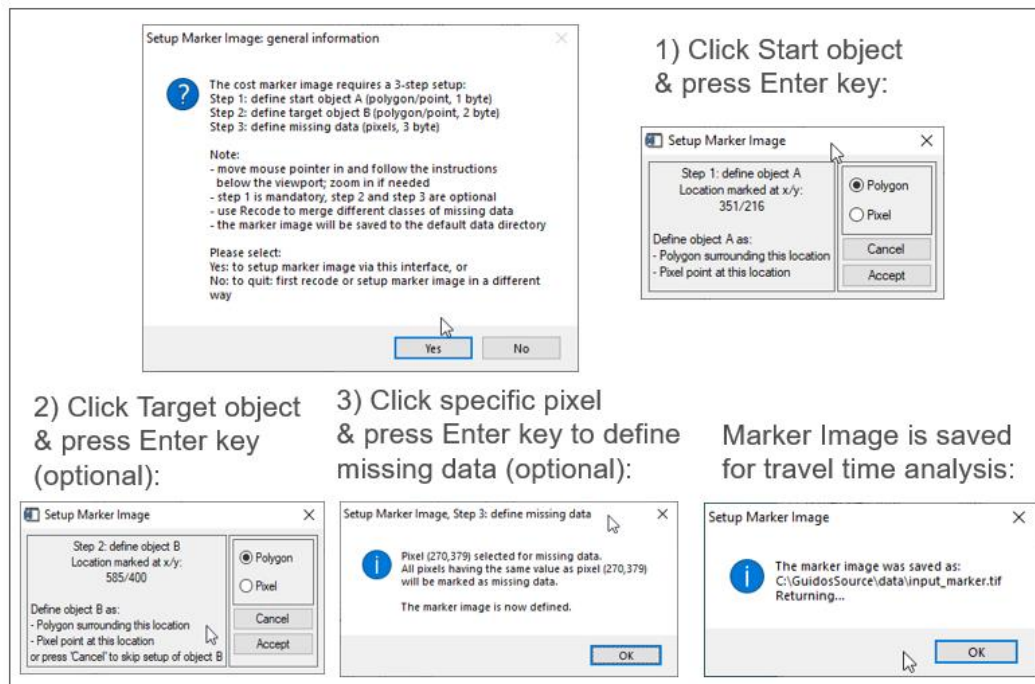 Setup Marker Image: general information
The cost marker image requires a 3-step setup:
Step 1: define start object A (polygon/point, 1 byte)
Step 2: define target object B (polygon/point, 2 byte)
Step 3: define missing data (pixels, 3 byte)
Note:
- move mouse pointer in and follow the instructions
below the viewport; zoom in if needed
- step 1 is mandatory, step 2 and step 3 are optional
- use Recode to merge different classes of missing data
- the marker image will be saved to the default data directory
Please select:
Yes: to setup marker image via this interface, or
No: to quit: first recode or setup marker image in a different
way
Yes
No
1) Click Start object
& press Enter key:
Setup Marker Image
Step 1: define object A
Location marked at x/y:
351/216
Define object A as:
- Polygon surrounding this location
- Pixel point at this location
Polygon
Pixel
Cancel
Accept
2) Click Target object
& press Enter key
(optional):
Setup Marker Image
Step 2: define object B
Location marked at x/y:
585/400
Define object B as:
- Polygon surrounding this location
- Pixel point at this location
or press 'Cancel' to skip setup of object B
Polygon
Pixel
Cancel
Accept
3) Click specific pixel
& press Enter key to define
missing data (optional):
Setup Marker Image, Step 3: define missing data
Pixel (270,379) selected for missing data.
All pixels having the same value as pixel (270,379)
will be marked as missing data.
The marker image is now defined.
OK
Marker Image is saved
for travel time analysis:
Setup Marker Image
The marker image was saved as:
C:\GuidosSource\data\input_marker.tif
Returning...
OK